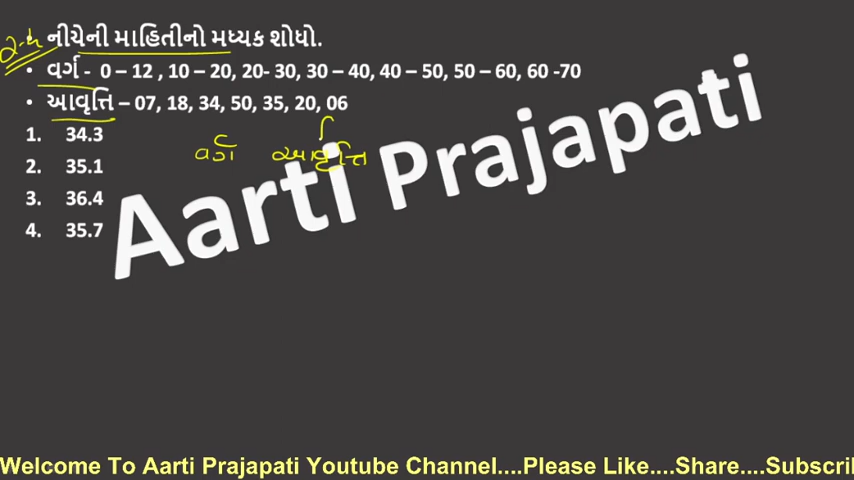 2-ધ
નીચેની માહિતીનો મધ્યક શોધો.
• વર્ગ - 0 – 12 , 10 – 20, 20- 30, 30 – 40, 40 – 50, 50 – 60, 60 -70
• આવૃત્તિ – 07, 18, 34, 50, 35, 20, 06
1. 34.3
વર્ગ આવૃત્તિ
2. 35.1
3. 36.4
4. 35.7
Aarti Prajapati
Welcome To Aarti Prajapati Youtube Channel....Please Like....Share....Subscri